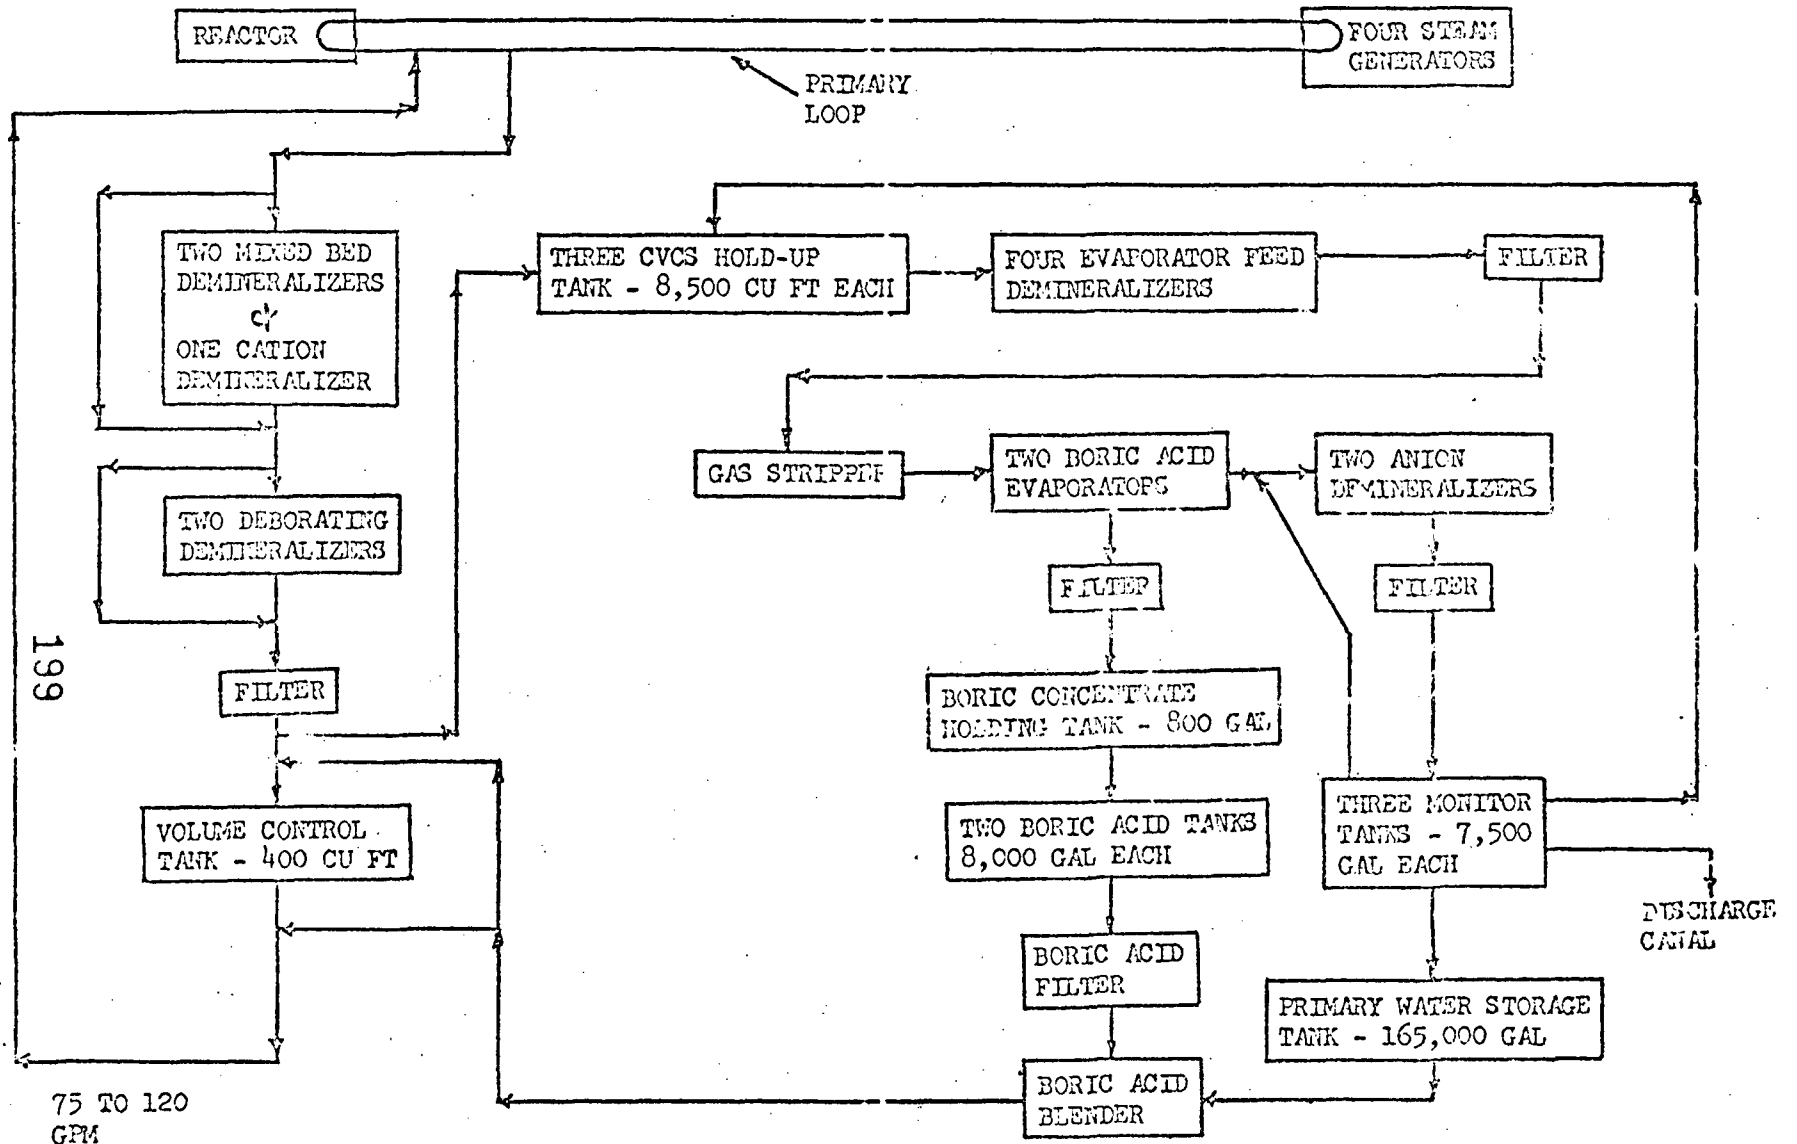 REACTOR
FOUR STEAM
GENERATORS
PRIMARY
LOOP
TWO MIXED BED
DEMINERALIZERS
or
ONE CATION
DEMINERALIZER
THREE CVCS HOLD-UP
TANK - 8,500 CU FT EACH
FOUR EVAPORATOR FEED
DEMINERALIZERS
FILTER
GAS STRIPPER
TWO BORIC ACID
EVAPORATORS
TWO ANION
DEMINERALIZERS
TWO DEBORATING
DEMINERALIZERS
FILTER
FILTER
199
FILTER
BORIC CONCENTRATE
HOLDING TANK - 800 GAL
VOLUME CONTROL
TANK - 400 CU FT
TWO BORIC ACID TANKS
8,000 GAL EACH
THREE MONITOR
TANKS - 7,500
GAL EACH
DISCHARGE
CANAL
BORIC ACID
FILTER
PRIMARY WATER STORAGE
TANK - 165,000 GAL
BORIC ACID
BLENDER
75 TO 120
GPM